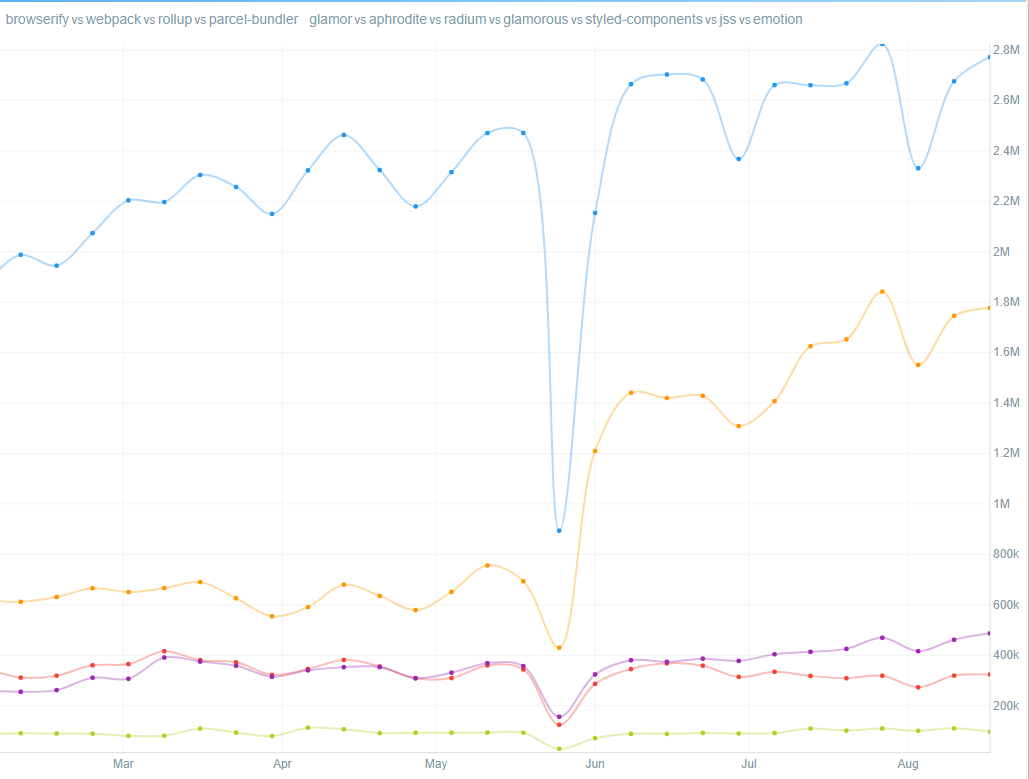 browserify vs webpack vs rollup vs parcel-bundler glamor vs aphrodite vs radium vs glamorous vs styled-components vs jss vs emotion
2.8M
2.6M
2.4M
2.2M
2M
1.8M
1.6M
1.4M
1.2M
1M
800k
600k
400k
200k
Mar Apr May Jun Jul Aug